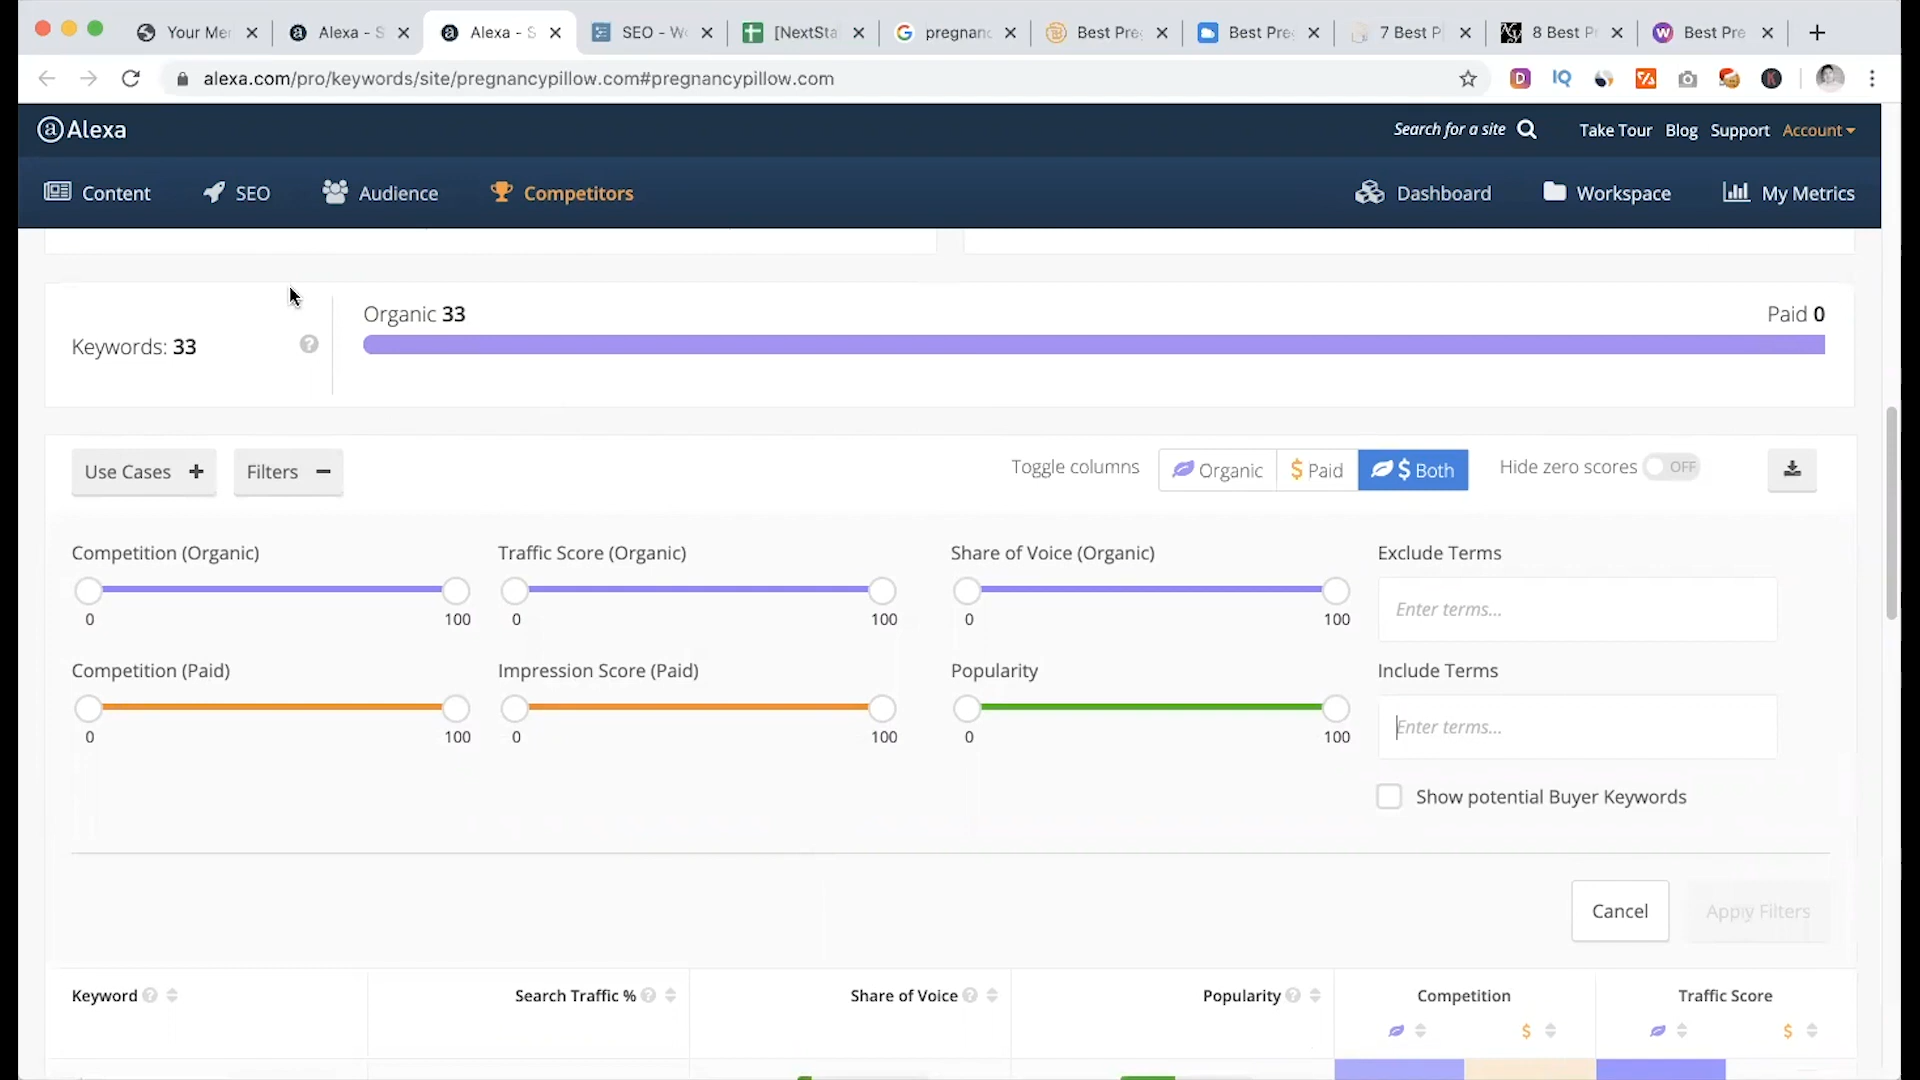 Your Me
Alexa - S
Alexa - S
SEO - W
[NextSta
pregnanc
Best Pre
Best Pre
7 Best P
8 Best P
Best Pre
alexa.com/pro/keywords/site/pregnancypillow.com#pregnancypillow.com
Alexa
Search for a site
Take Tour
Blog
Support
Account
Content
SEO
Audience
Competitors
Dashboard
Workspace
My Metrics
Organic 33
Paid 0
Keywords: 33
Use Cases
Filters
Toggle columns
Organic
$ Paid
$ Both
Hide zero scores
OFF
Competition (Organic)
Traffic Score (Organic)
Share of Voice (Organic)
Exclude Terms
0 100
0 100
0 100
Enter terms...
Competition (Paid)
Impression Score (Paid)
Popularity
Include Terms
0 100
0 100
0 100
Enter terms...
Show potential Buyer Keywords
Cancel
Apply Filters
Keyword
Search Traffic %
Share of Voice
Popularity
Competition
Traffic Score
$
$